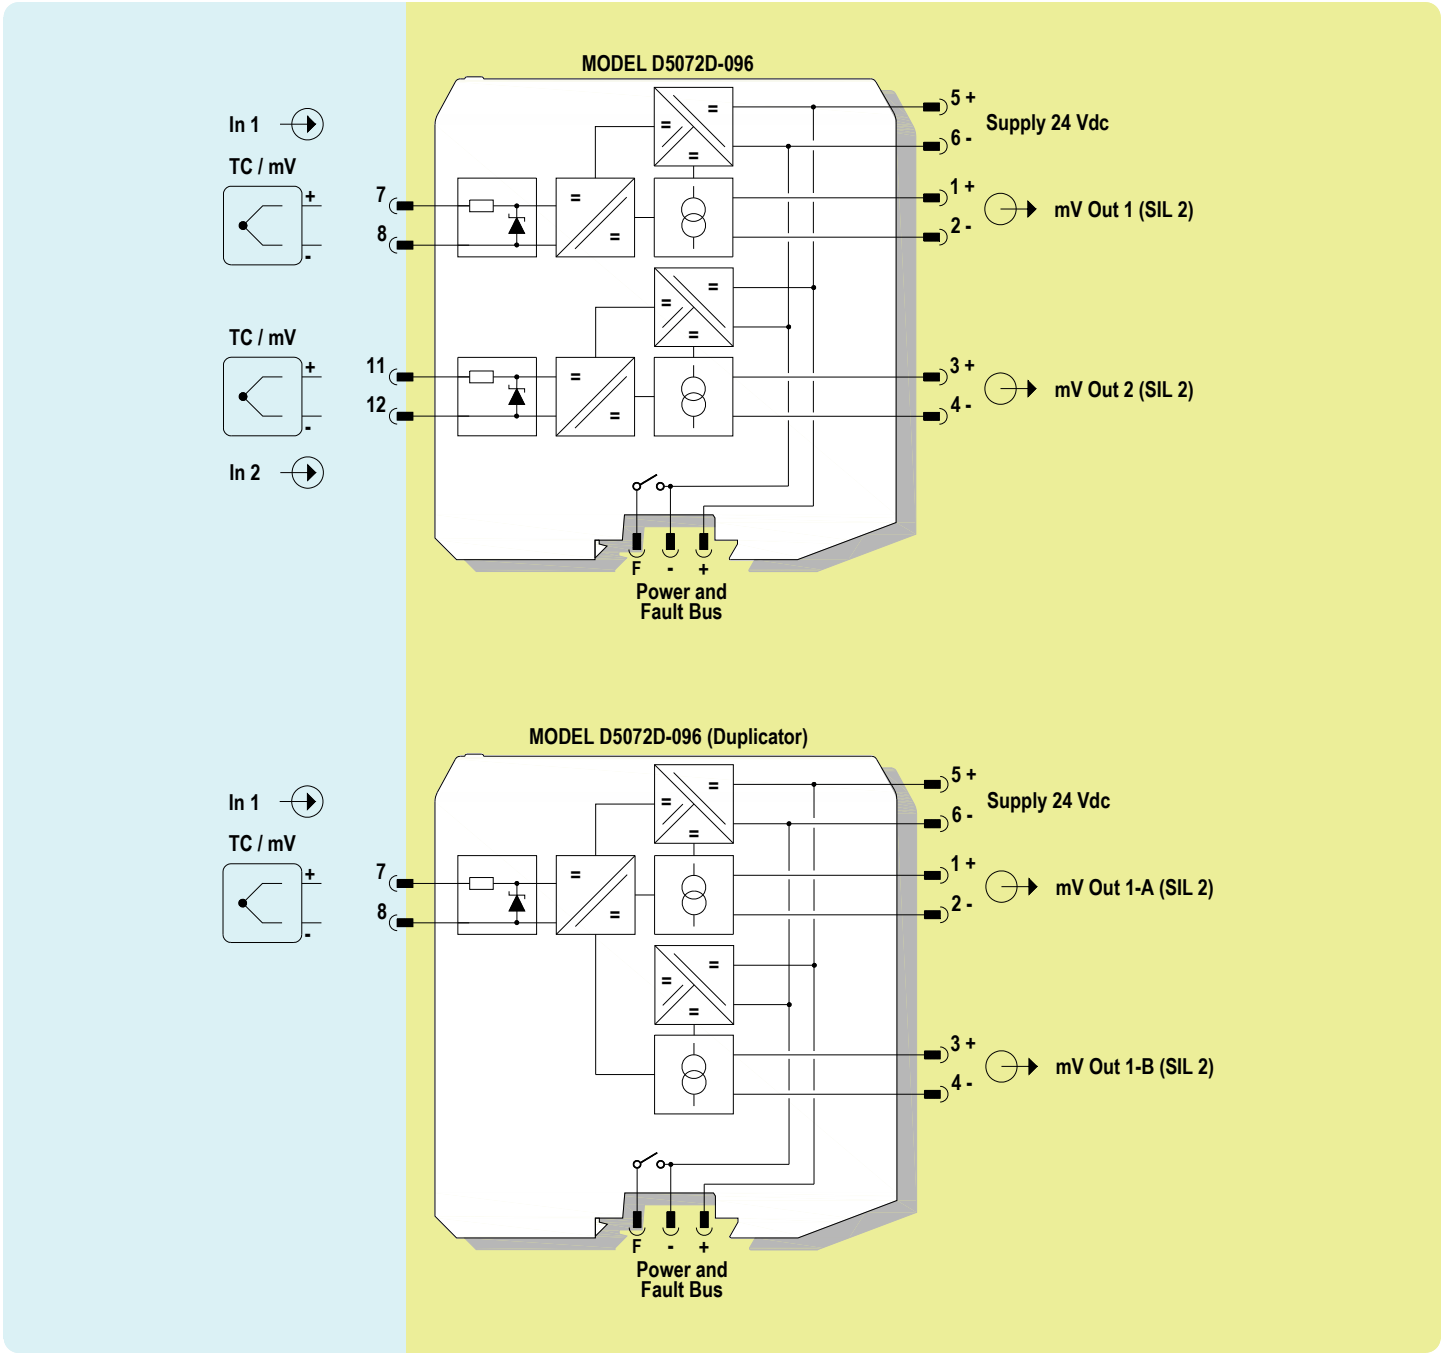 MODEL D5072D-096
In 1
TC / mV
+
-
7
8
TC / mV
+
-
11
12
In 2
=
=
=
=
=
=
=
=
=
=
5 +
Supply 24 Vdc
6 -
1 +
mV Out 1 (SIL 2)
2 -
3 +
mV Out 2 (SIL 2)
4 -
F - +
Power and
Fault Bus
MODEL D5072D-096 (Duplicator)
In 1
TC / mV
+
-
7
8
=
=
=
=
=
=
=
=
5 +
Supply 24 Vdc
6 -
1 +
mV Out 1-A (SIL 2)
2 -
3 +
mV Out 1-B (SIL 2)
4 -
F - +
Power and
Fault Bus